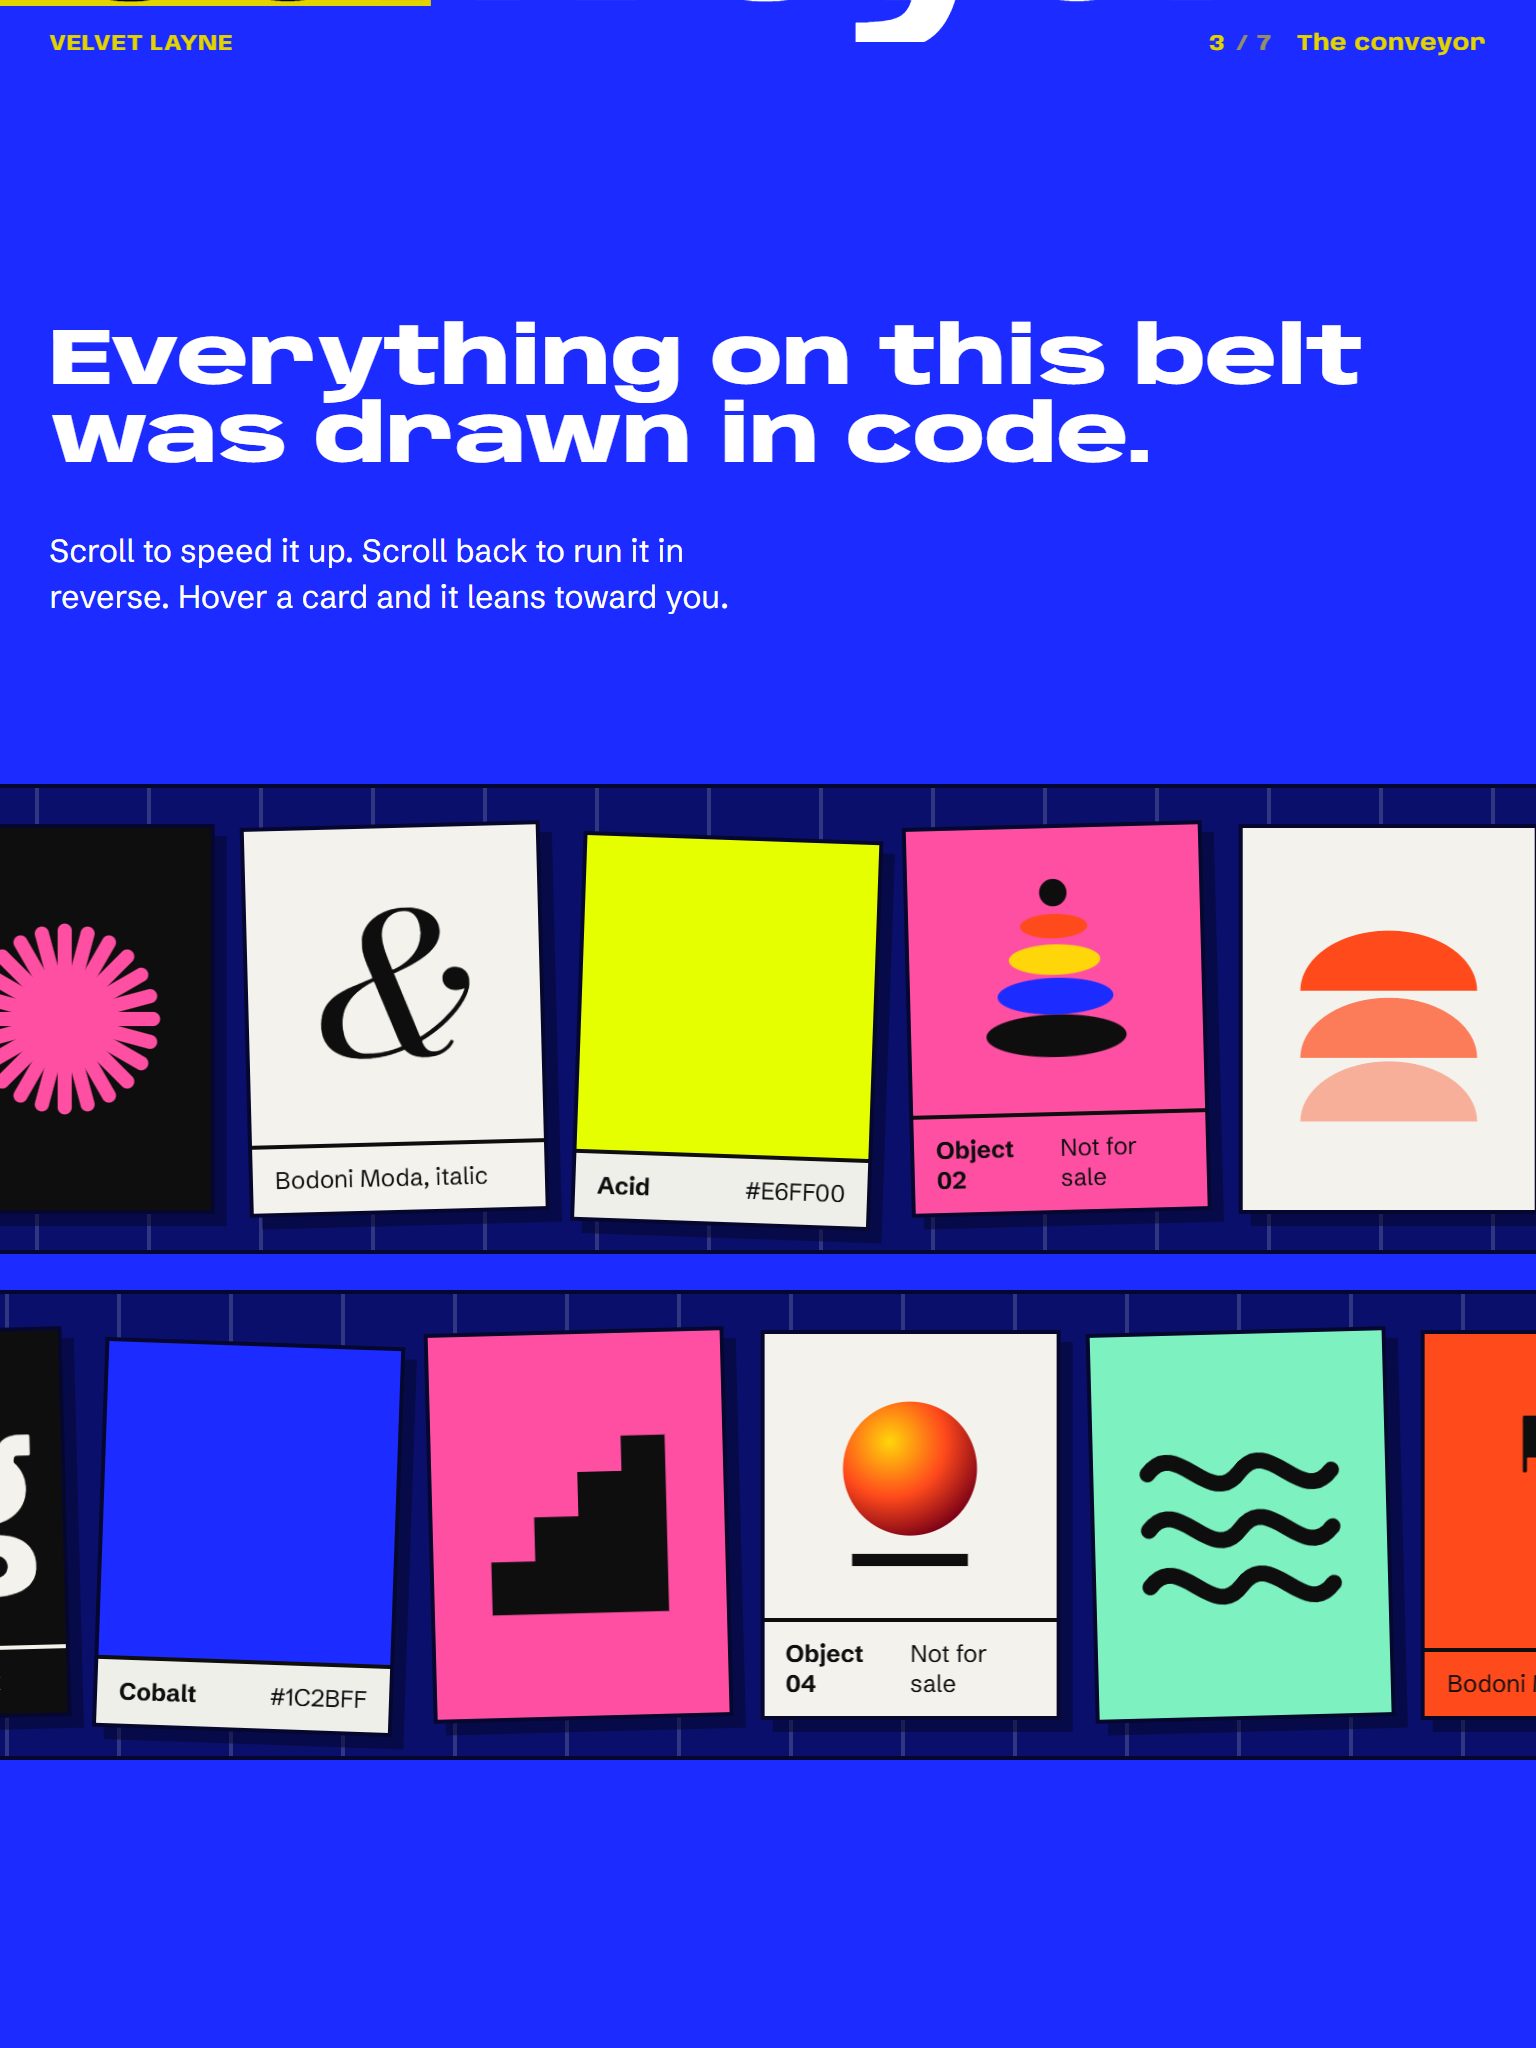 VELVET LAYNE
3 / 7 The conveyor
Everything on this belt
was drawn in code.
Scroll to speed it up. Scroll back to run it in
reverse. Hover a card and it leans toward you.
&
Bodoni Moda, italic
Acid #E6FF00
Object 02
Not for sale
Cobalt #1C2BFF
Object 04
Not for sale
Bodoni